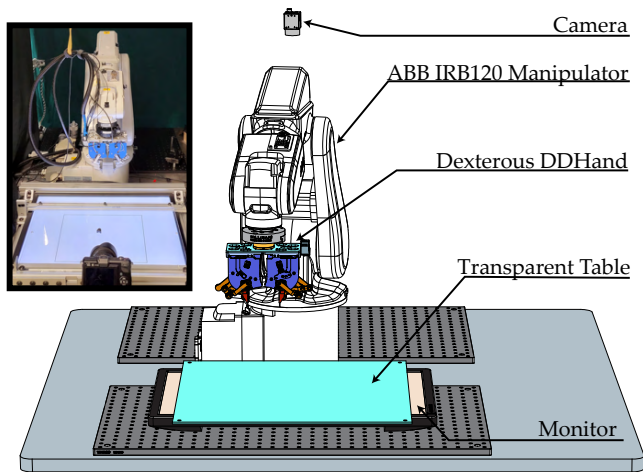 Camera
ABB IRB120 Manipulator
Dexterous DDHand
Transparent Table
Monitor